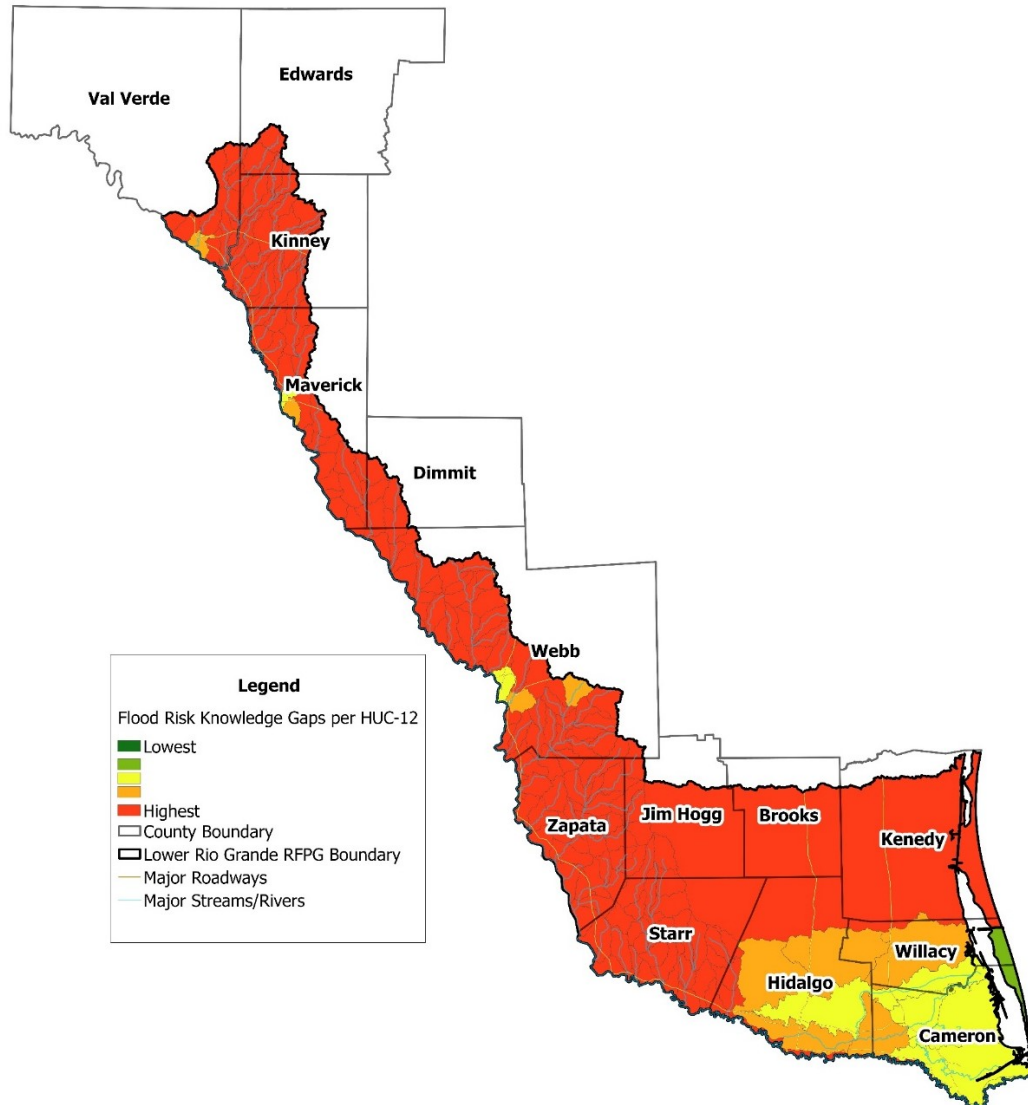 Edwards
Val Verde
Kinney
Maverick
Dimmit
Webb
Legend
Flood Risk Knowledge Gaps per HUC-12
Lowest
Highest
County Boundary
Lower Rio Grande RFPG Boundary
Major Roadways
Major Streams/Rivers
Zapata
Jim Hogg
Brooks
Kenedy
Starr
Willacy
Hidalgo
Cameron